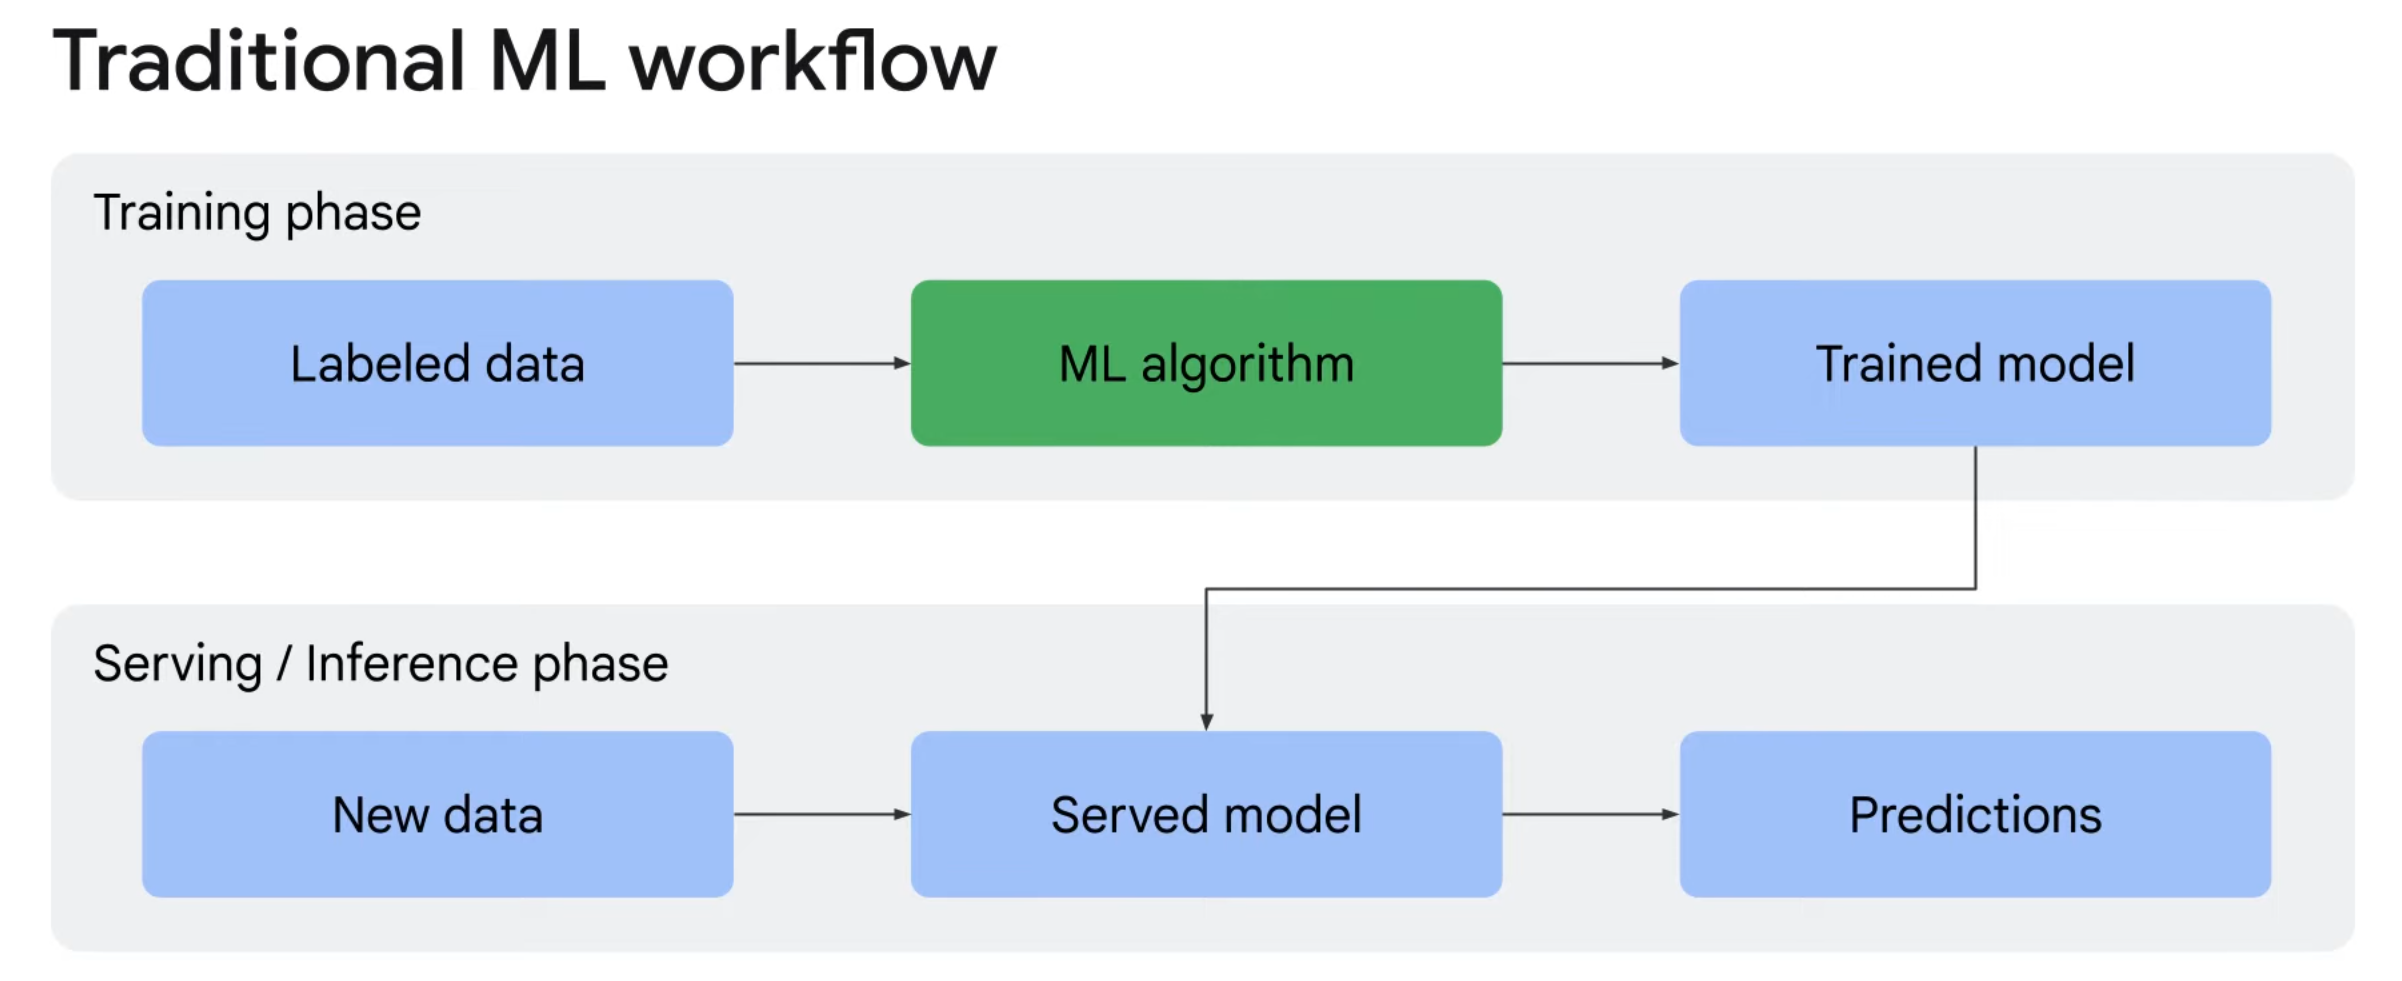 Traditional ML workflow
Training phase
Labeled data
ML algorithm
Trained model
Serving / Inference phase
New data
Served model
Predictions